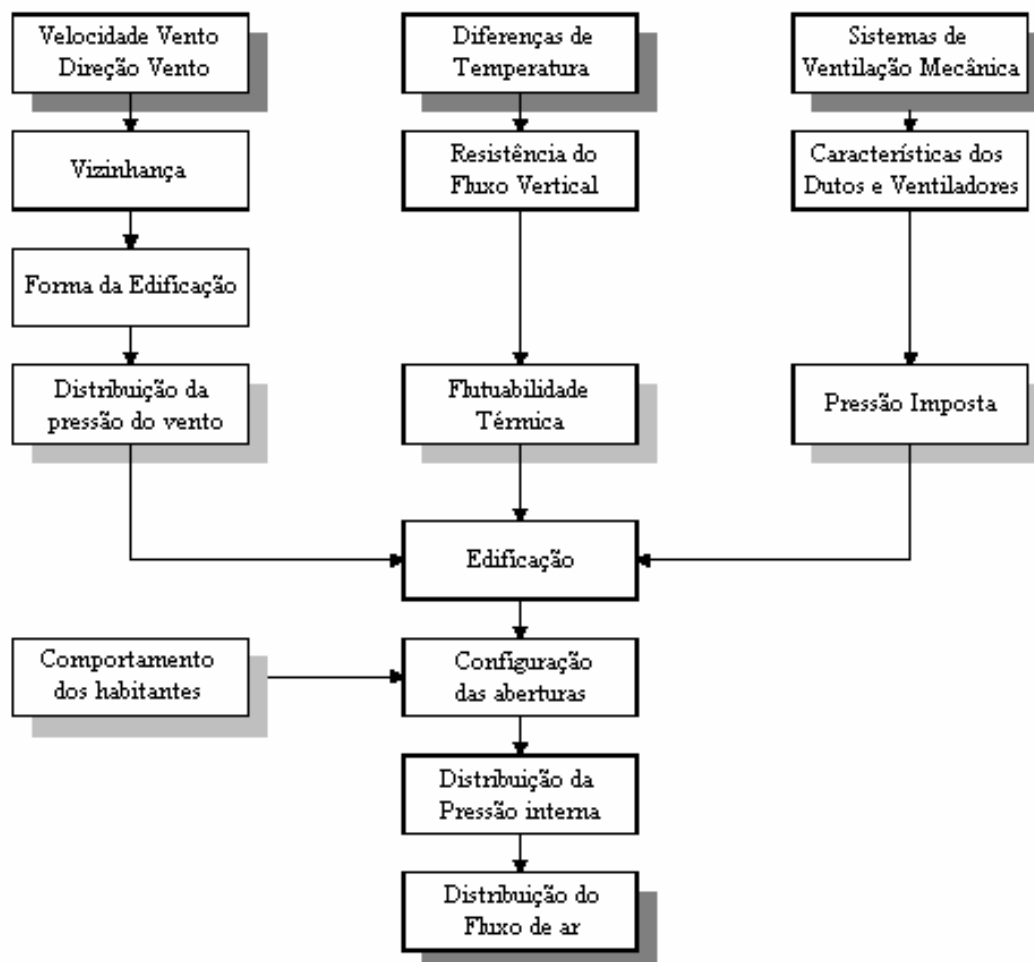 Velocidade Vento
Direção Vento
Diferenças de
Temperatura
Sistemas de
Ventilação Mecânica
Vizinhança
Resistência do
Fluxo Vertical
Características dos
Dutos e Ventiladores
Forma da Edificação
Distribuição da
pressão do vento
Flutuabilidade
Térmica
Pressão Imposta
Edificação
Comportamento
dos habitantes
Configuração
das aberturas
Distribuição da
Pressão interna
Distribuição do
Fluxo de ar